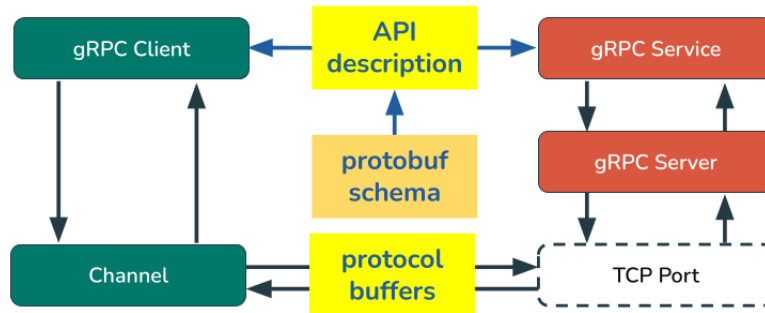 gRPC Client
API
description
gRPC Service
protobuf
schema
gRPC Server
Channel
protocol
buffers
TCP Port